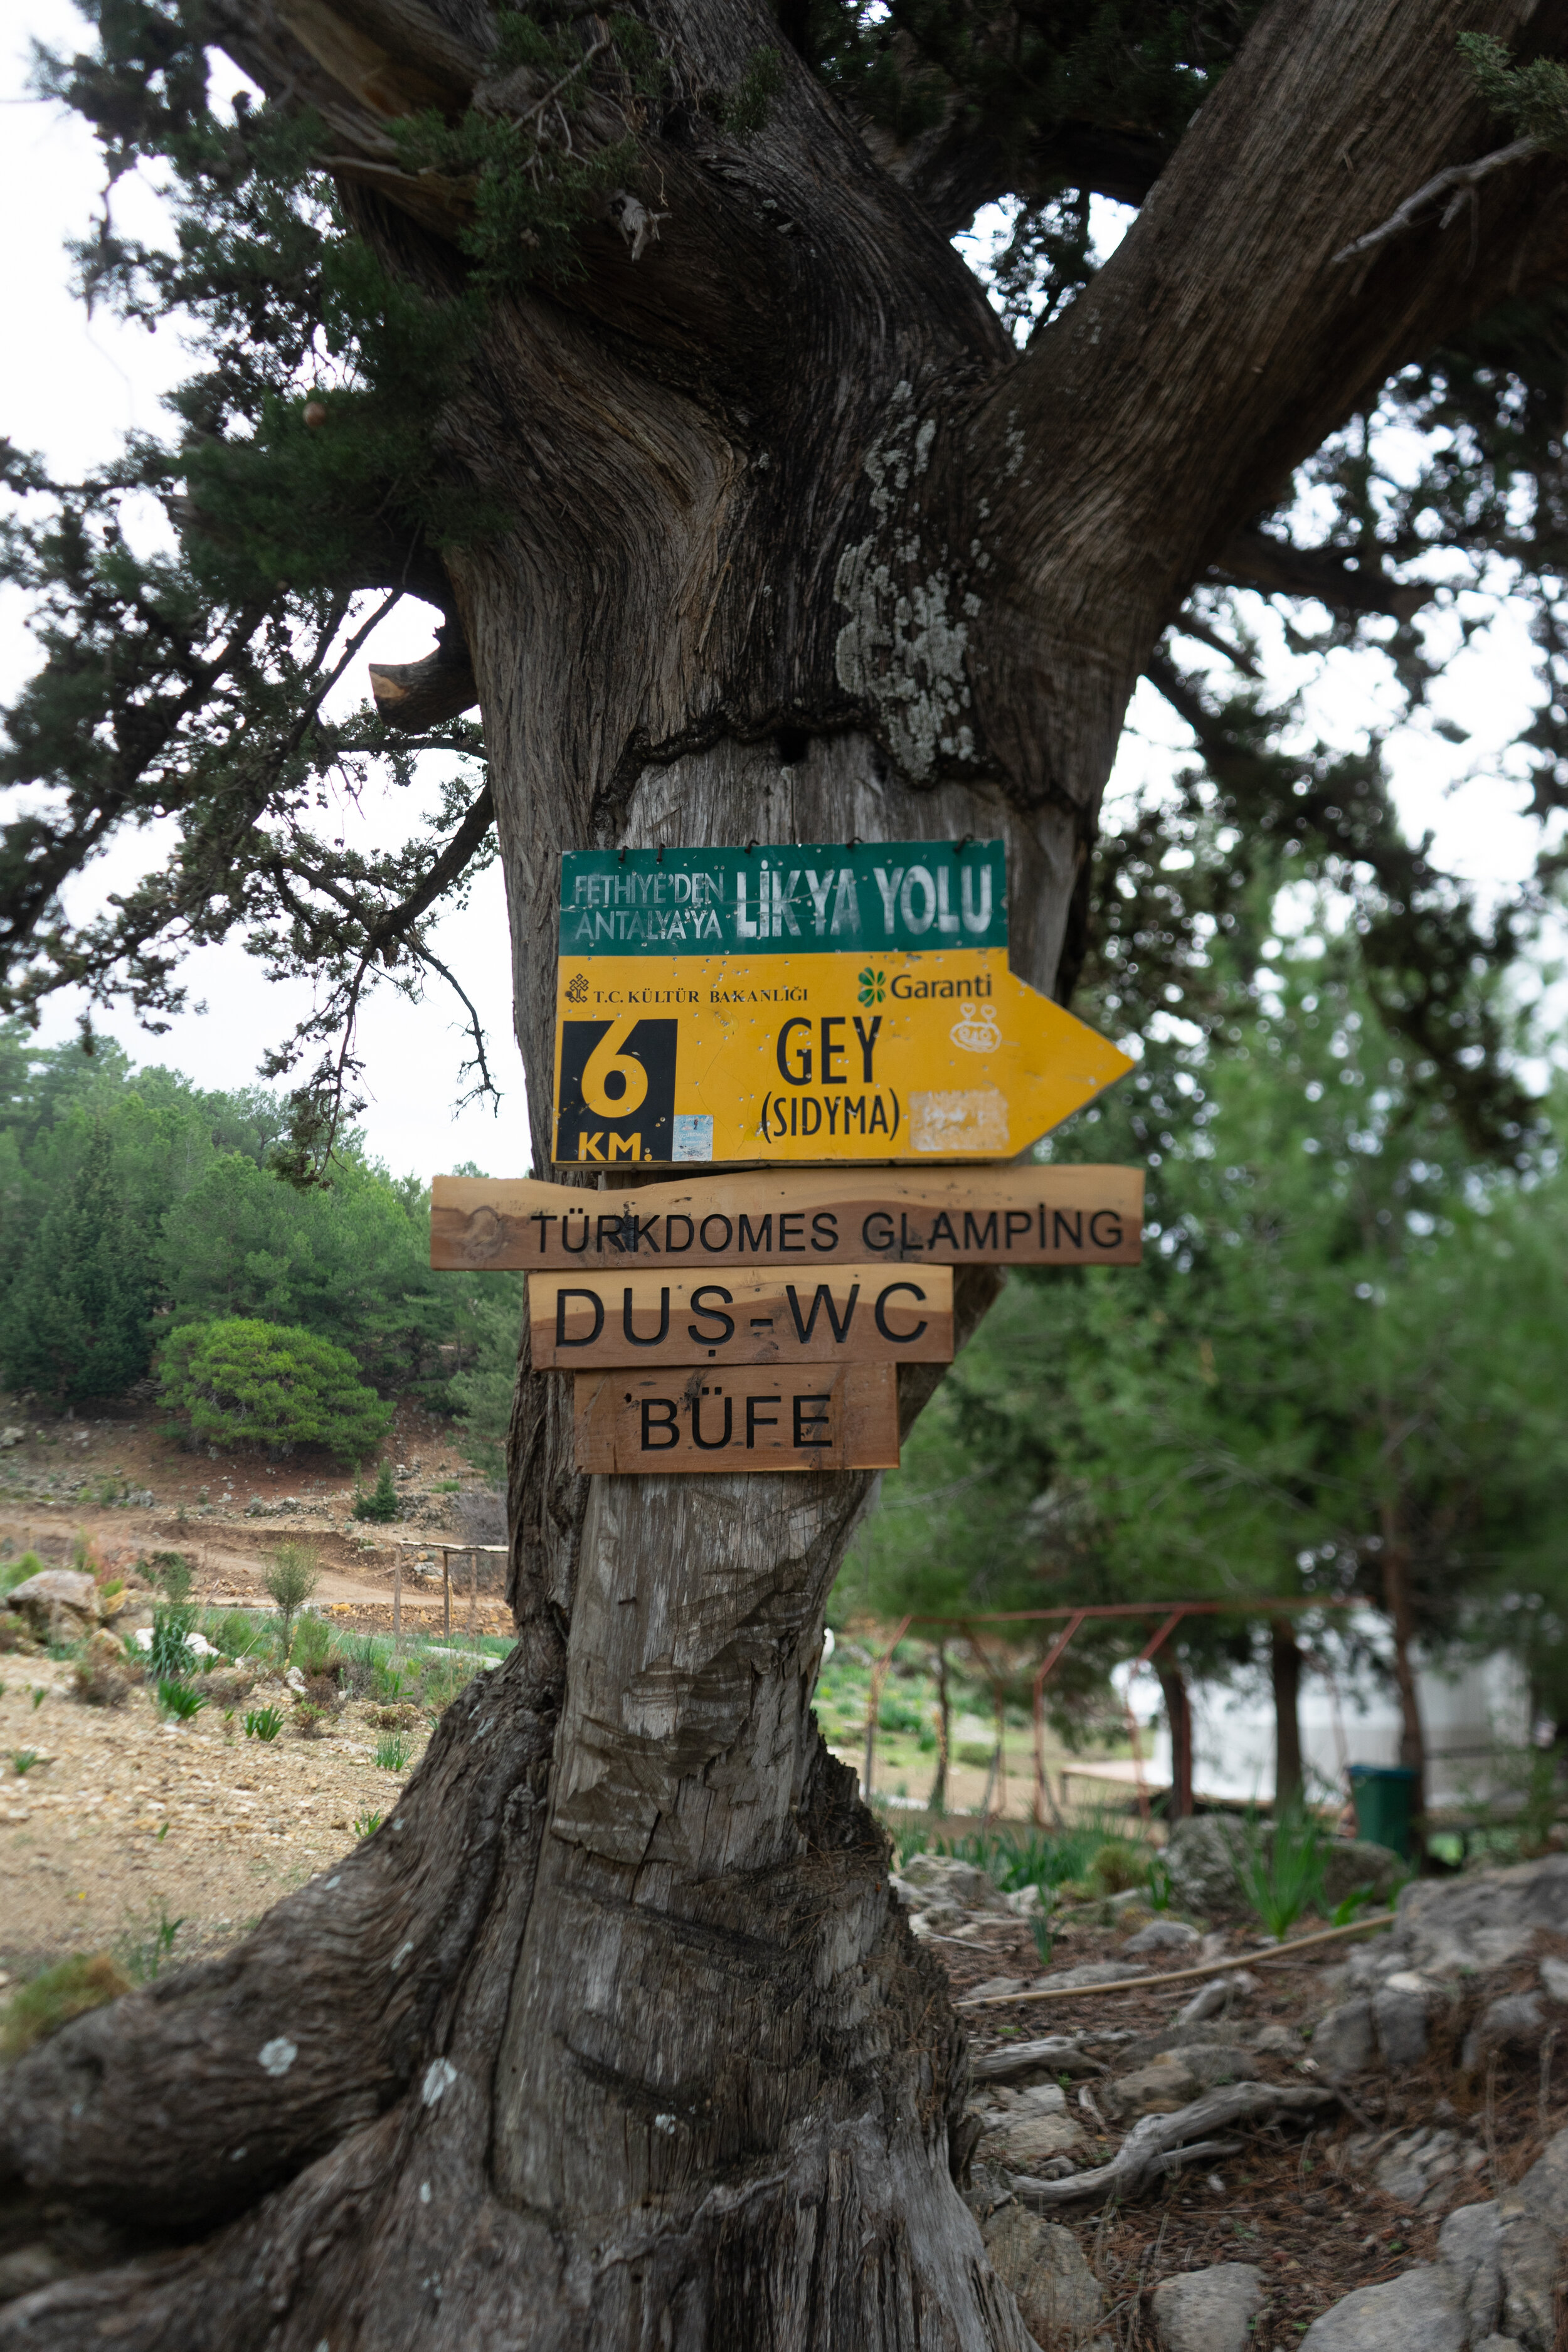 FETHİYE'DEN
ANTALYA'YA
LİKYA YOLU
T.C. KÜLTÜR BAKANLIĞI
Garanti
6
KM.
GEY
(SIDYMA)
TÜRKDOMES GLAMPİNG
DUŞ-WC
BÜFE